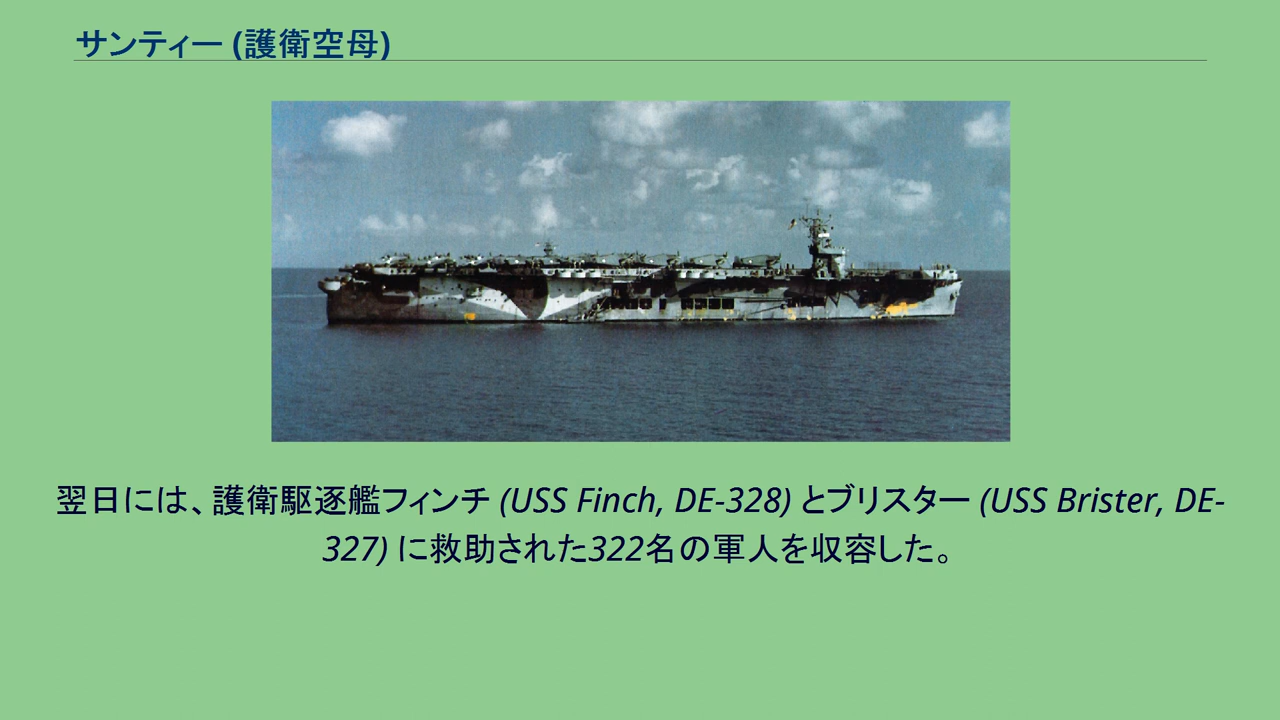 サンティー (護衛空母)
翌日には、護衛駆逐艦フィンチ (USS Finch, DE-328) とブリスター (USS Brister, DE-
327) に救助された322名の軍人を収容した。